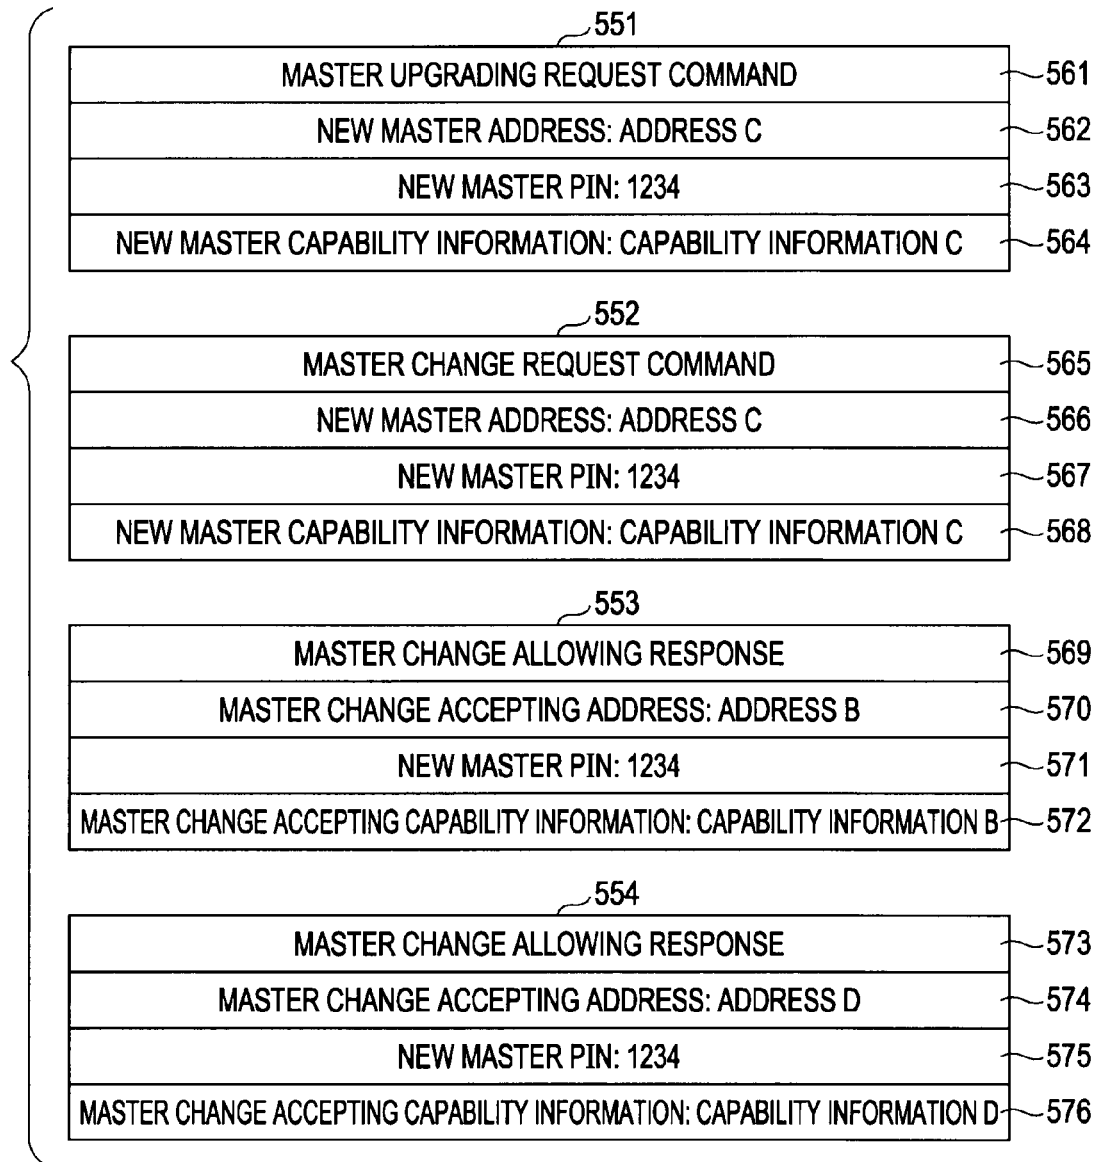 551
MASTER UPGRADING REQUEST COMMAND 561
NEW MASTER ADDRESS: ADDRESS C 562
NEW MASTER PIN: 1234 563
NEW MASTER CAPABILITY INFORMATION: CAPABILITY INFORMATION C 564
552
MASTER CHANGE REQUEST COMMAND 565
NEW MASTER ADDRESS: ADDRESS C 566
NEW MASTER PIN: 1234 567
NEW MASTER CAPABILITY INFORMATION: CAPABILITY INFORMATION C 568
553
MASTER CHANGE ALLOWING RESPONSE 569
MASTER CHANGE ACCEPTING ADDRESS: ADDRESS B 570
NEW MASTER PIN: 1234 571
MASTER CHANGE ACCEPTING CAPABILITY INFORMATION: CAPABILITY INFORMATION B 572
554
MASTER CHANGE ALLOWING RESPONSE 573
MASTER CHANGE ACCEPTING ADDRESS: ADDRESS D 574
NEW MASTER PIN: 1234 575
MASTER CHANGE ACCEPTING CAPABILITY INFORMATION: CAPABILITY INFORMATION D 576